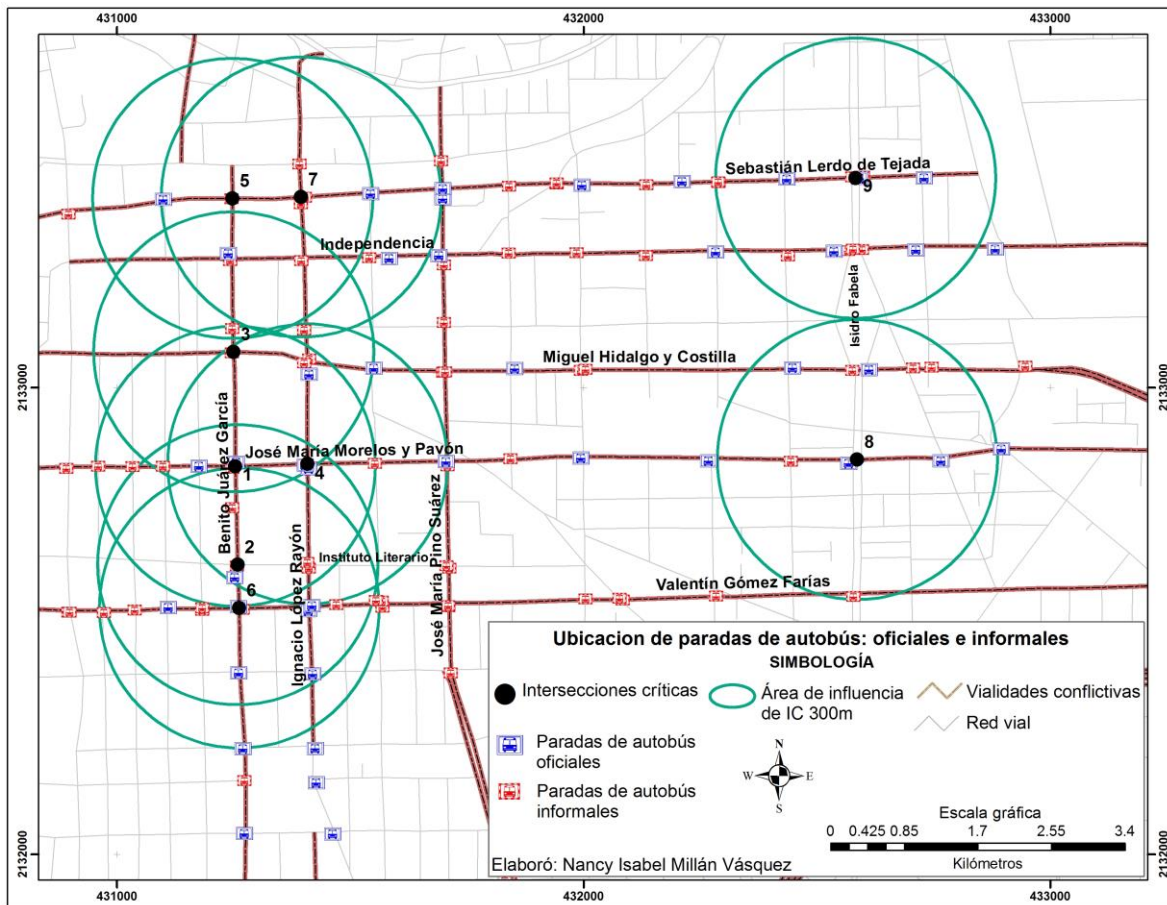 431000
432000
433000
5
7
Sebastián Lerdo de Tejada
9
Independencia
Isidro Fabela
3
Miguel Hidalgo y Costilla
2133000
2133000
Benito Juárez García
José María Morelos y Pavón
1
4
8
José María Pino Suárez
2
Instituto Literario
Ignacio López Rayón
6
Valentín Gómez Farías
Ubicacion de paradas de autobús: oficiales e informales
SIMBOLOGÍA
Intersecciones críticas
Área de influencia
de IC 300m
Vialidades conflictivas
Red vial
Paradas de autobús
oficiales
Paradas de autobús
informales
N
W
E
S
Escala gráfica
0 0.425 0.85 1.7 2.55 3.4
Kilómetros
Elaboró: Nancy Isabel Millán Vásquez
2132000
2132000
431000
432000
433000